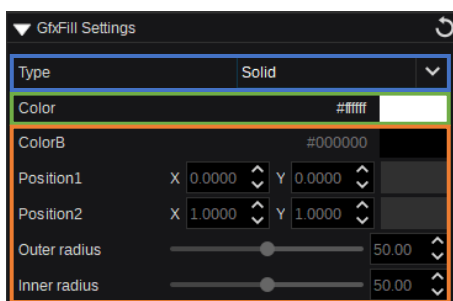 GfxFill Settings
Type Solid
Color #ffffff
ColorB #000000
Position1 X 0.0000 Y 0.0000
Position2 X 1.0000 Y 1.0000
Outer radius 50.00
Inner radius 50.00